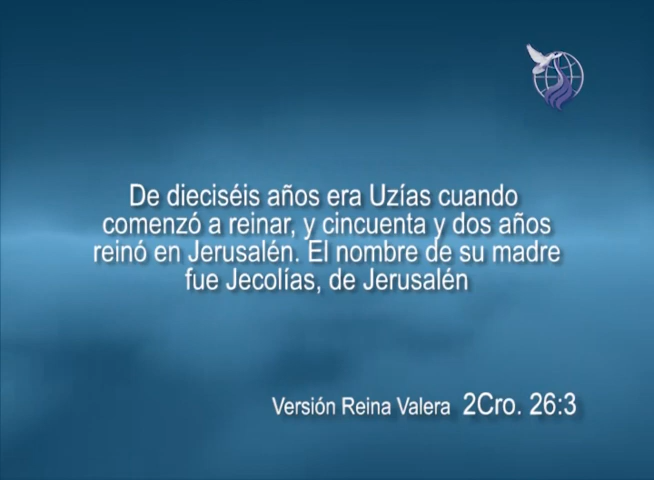 De dieciséis años era Uzías cuando
comenzó a reinar, y cincuenta y dos años
reinó en Jerusalén. El nombre de su madre
fue Jecolías, de Jerusalén
Versión Reina Valera 2Cro. 26:3